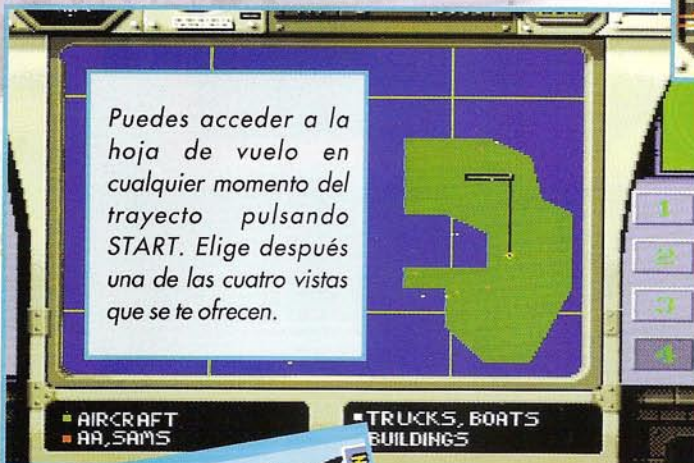 Puedes acceder a la
hoja de vuelo en
cualquier momento del
trayecto pulsando
START. Elige después
una de las cuatro vistas
que se te ofrecen.
1
2
3
4
AIRCRAFT
AA,SAMS
TRUCKS, BOATS
BUILDINGS